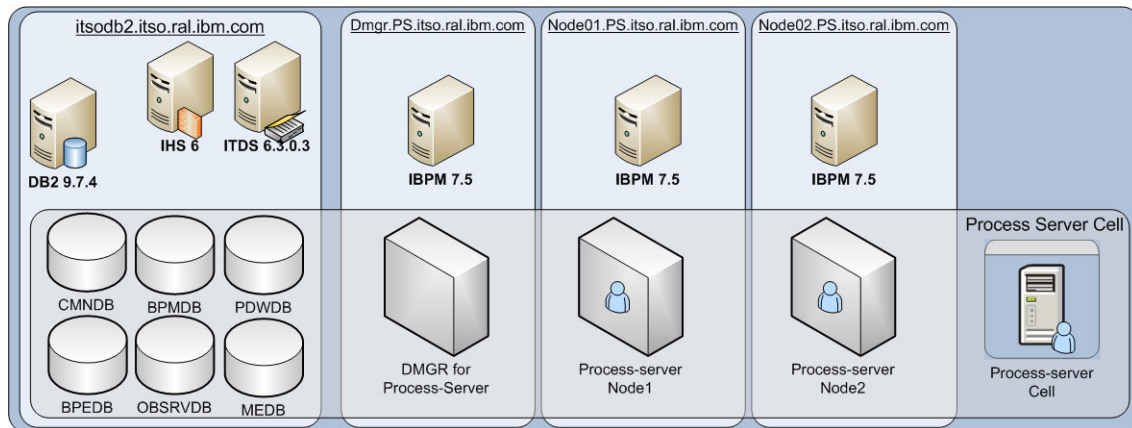 itsodb2.itso.ral.ibm.com
Dmgr.PS.itso.ral.ibm.com
Node01.PS.itso.ral.ibm.com
Node02.PS.itso.ral.ibm.com
DB2 9.7.4
IHS 6
ITDS 6.3.0.3
IBPM 7.5
IBPM 7.5
IBPM 7.5
Process Server Cell
CMNDB
BPMDB
PDWDB
BPEDB
OBSRVDB
MEDB
DMGR for
Process-Server
Process-server
Node1
Process-server
Node2
Process-server
Cell